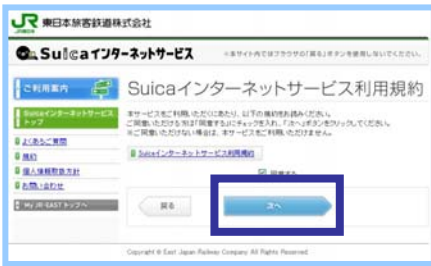 JR 東日本旅客鉄道株式会社
Suicaインターネットサービス
※本サイト内ではブラウザの「戻る」ボタンを使用しないでください。
ご利用案内
Suicaインターネットサービス
トップ
よくあるご質問
規約
個人情報取扱方針
お問い合わせ
My JR-EAST トップへ
Suicaインターネットサービス利用規約
本サービスをご利用いただくにあたり、以下の規約をお読みください。
ご同意いただける方は「同意する」にチェックを入れ、「次へ」ボタンをクリックしてください。
※ご同意いただけない場合は、本サービスをご利用いただけません。
Suicaインターネットサービス利用規約
同意する
戻る
次へ
Copyright © East Japan Railway Company All Rights Reserved.